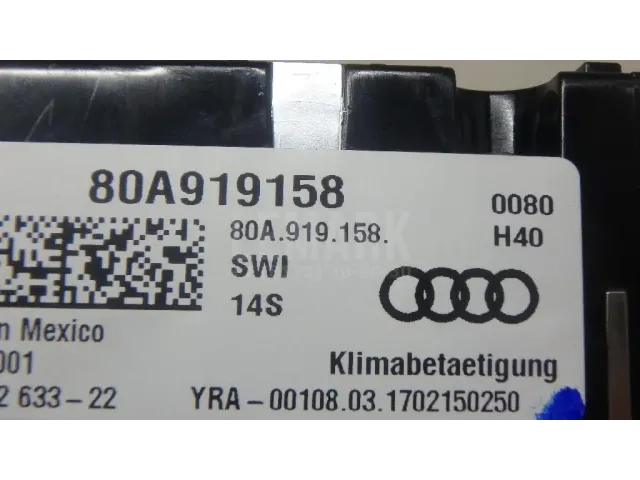 80A919158
0080
80A.919.158.
H40
SWI
14S
n Mexico
001
Klimabetaetigung
2 633-22
YRA-00108.03.1702150250